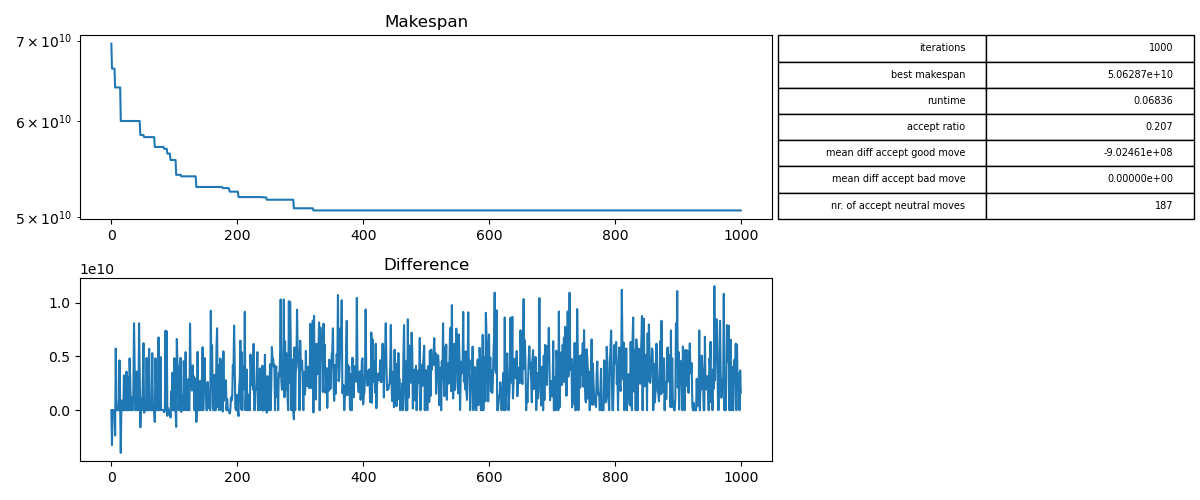 Makespan
7 × 10^10
6 × 10^10
5 × 10^10
0 200 400 600 800 1000
iterations 1000
best makespan 5.06287e+10
runtime 0.06836
accept ratio 0.207
mean diff accept good move -9.02461e+08
mean diff accept bad move 0.00000e+00
nr. of accept neutral moves 187
Difference
1e10
1.0
0.5
0.0
0 200 400 600 800 1000